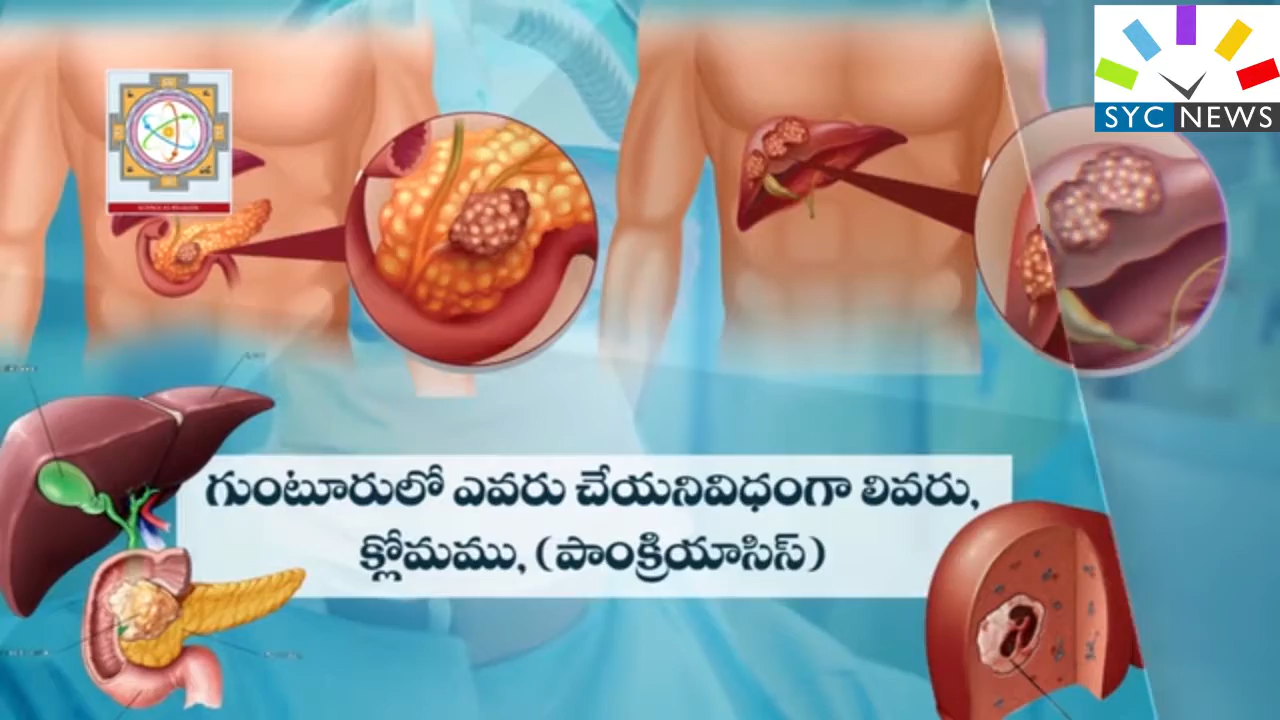 SYC NEWS
గుంటూరులో ఎవరు చేయనివిధంగా లివరు,
క్లోమము, (పాంక్రియాసిస్)